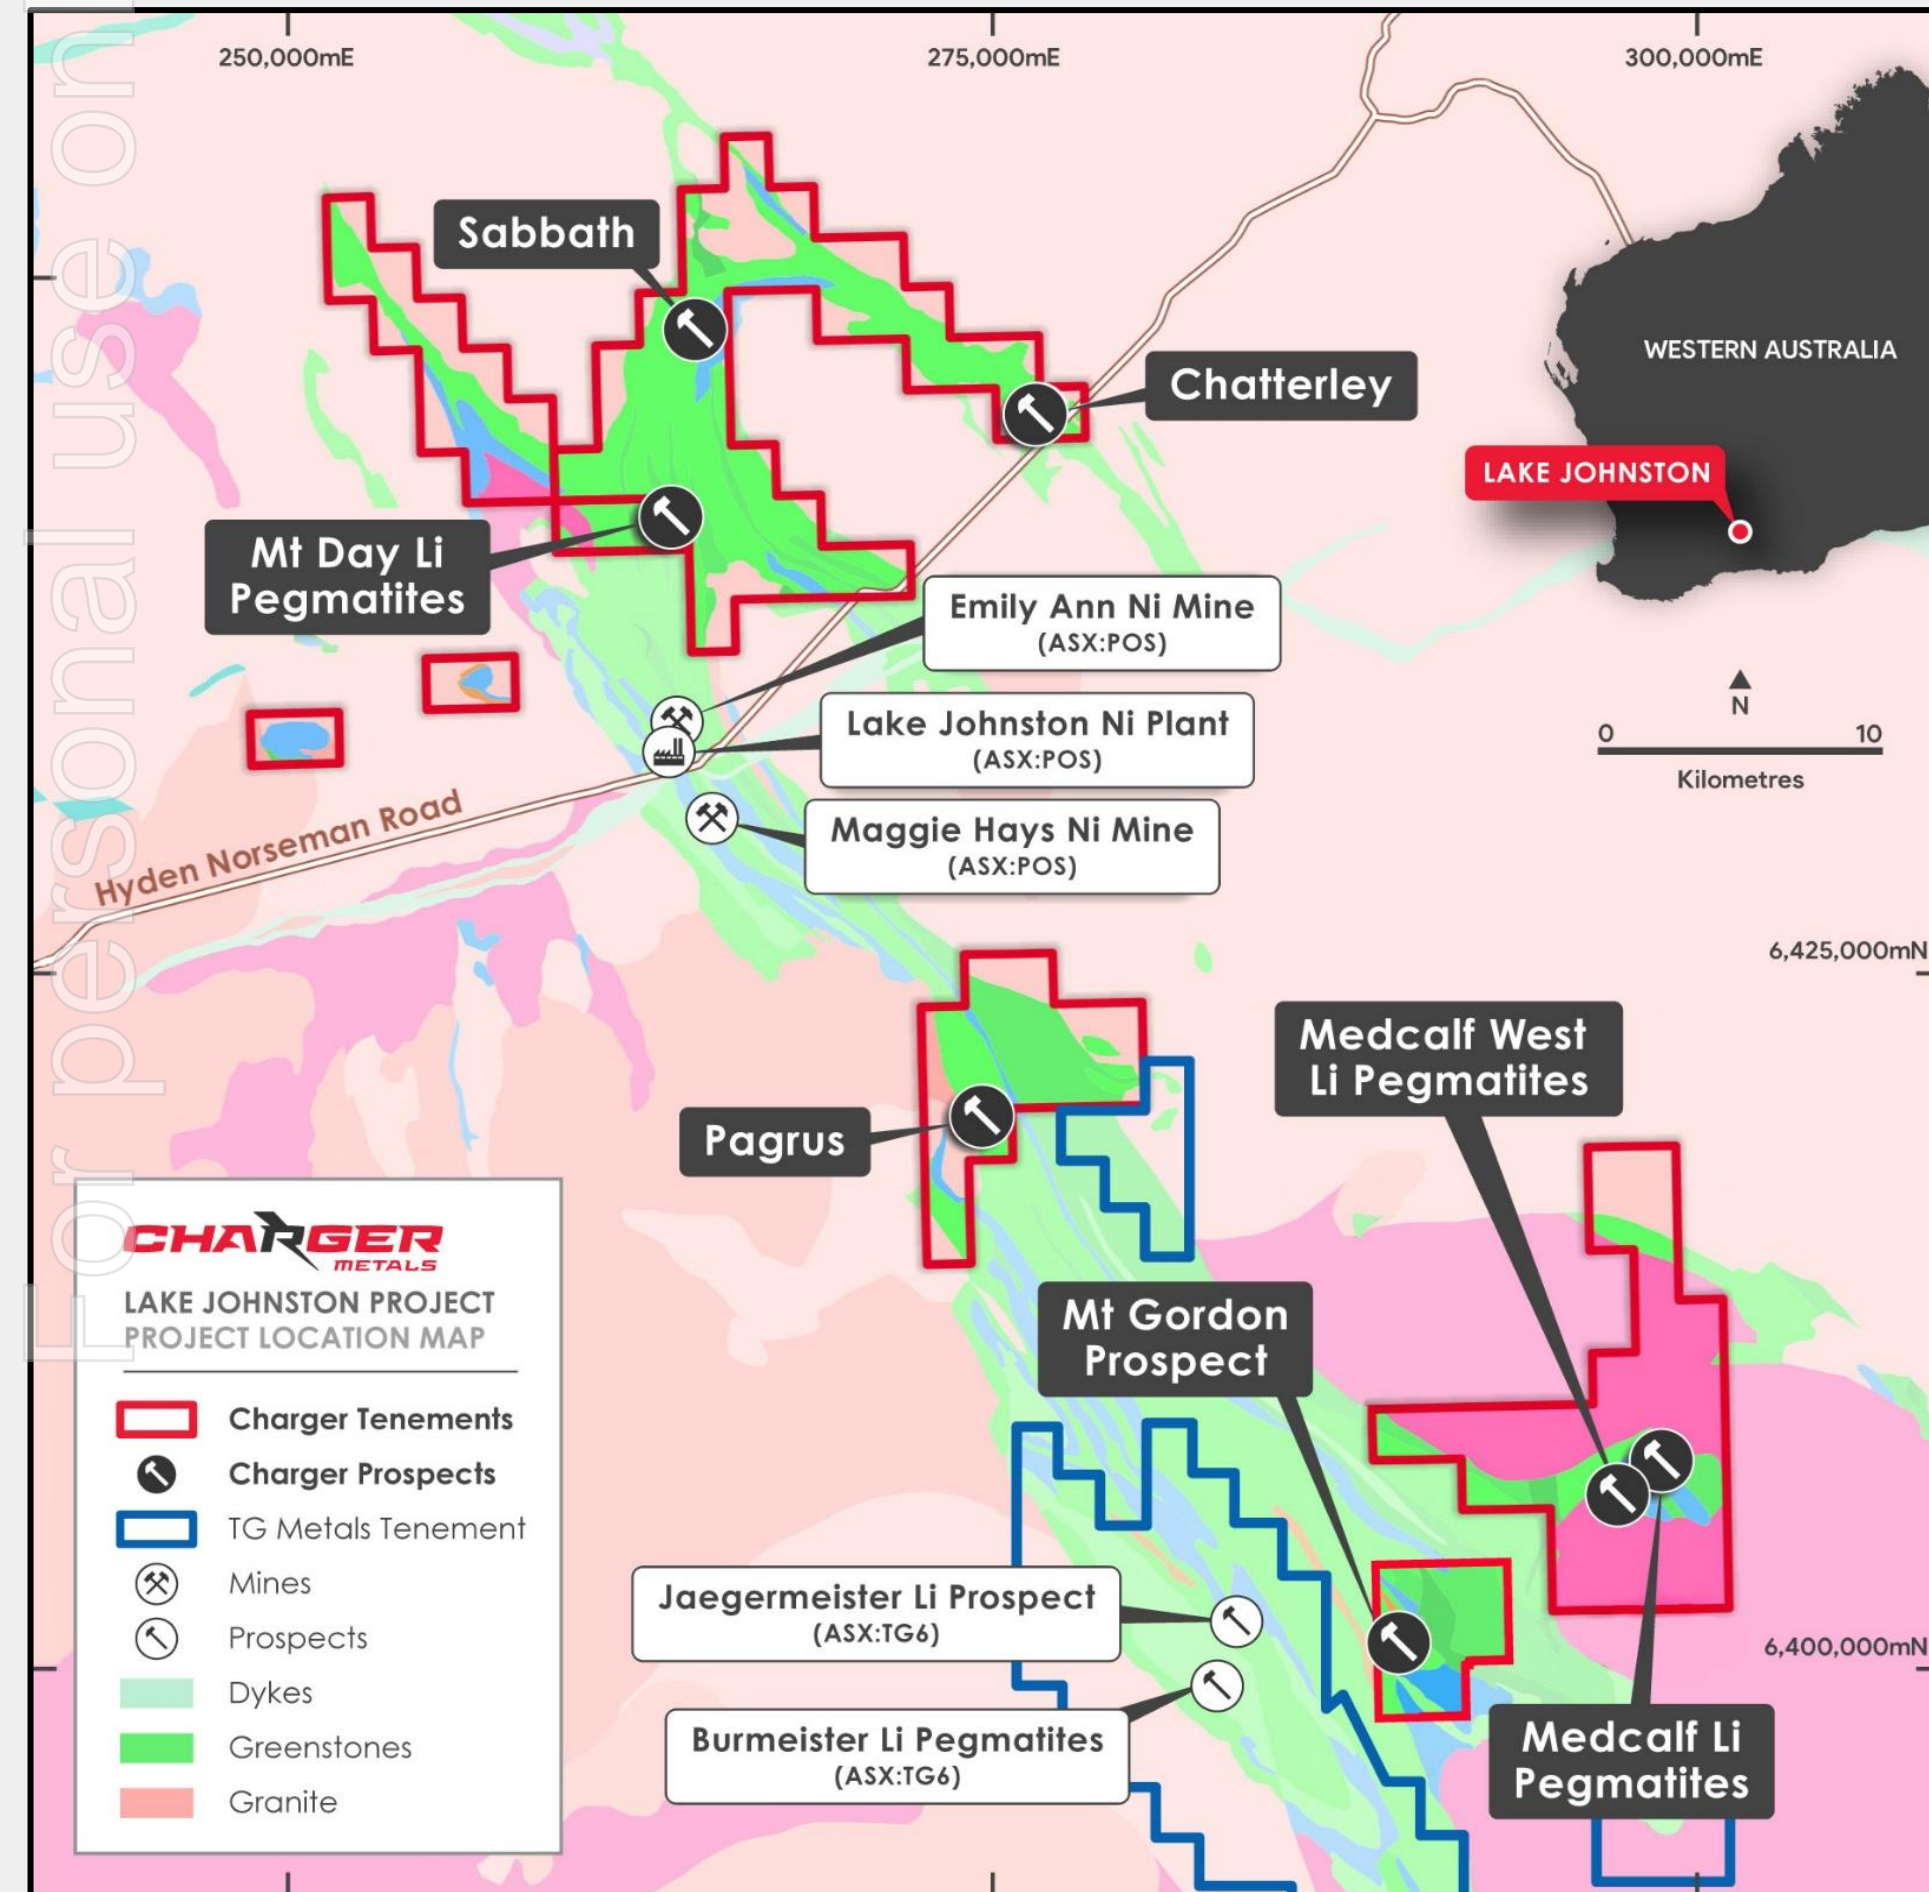 For personal use on
250,000mE
275,000mE
300,000mE
Sabbath
Chatterley
WESTERN AUSTRALIA
LAKE JOHNSTON
Mt Day Li
Pegmatites
Emily Ann Ni Mine
(ASX:POS)
N
Lake Johnston Ni Plant
(ASX:POS)
0
10
Kilometres
Maggie Hays Ni Mine
(ASX:POS)
Hyden Norseman Road
6,425,000mN
Medcalf West
Li Pegmatites
Pagrus
Mt Gordon
Prospect
CHARGER
METALS
LAKE JOHNSTON PROJECT
PROJECT LOCATION MAP
Charger Tenements
Charger Prospects
TG Metals Tenement
Mines
Prospects
Dykes
Greenstones
Granite
Jaegermeister Li Prospect
(ASX:TG6)
6,400,000mN
Burmeister Li Pegmatites
(ASX:TG6)
Medcalf Li
Pegmatites